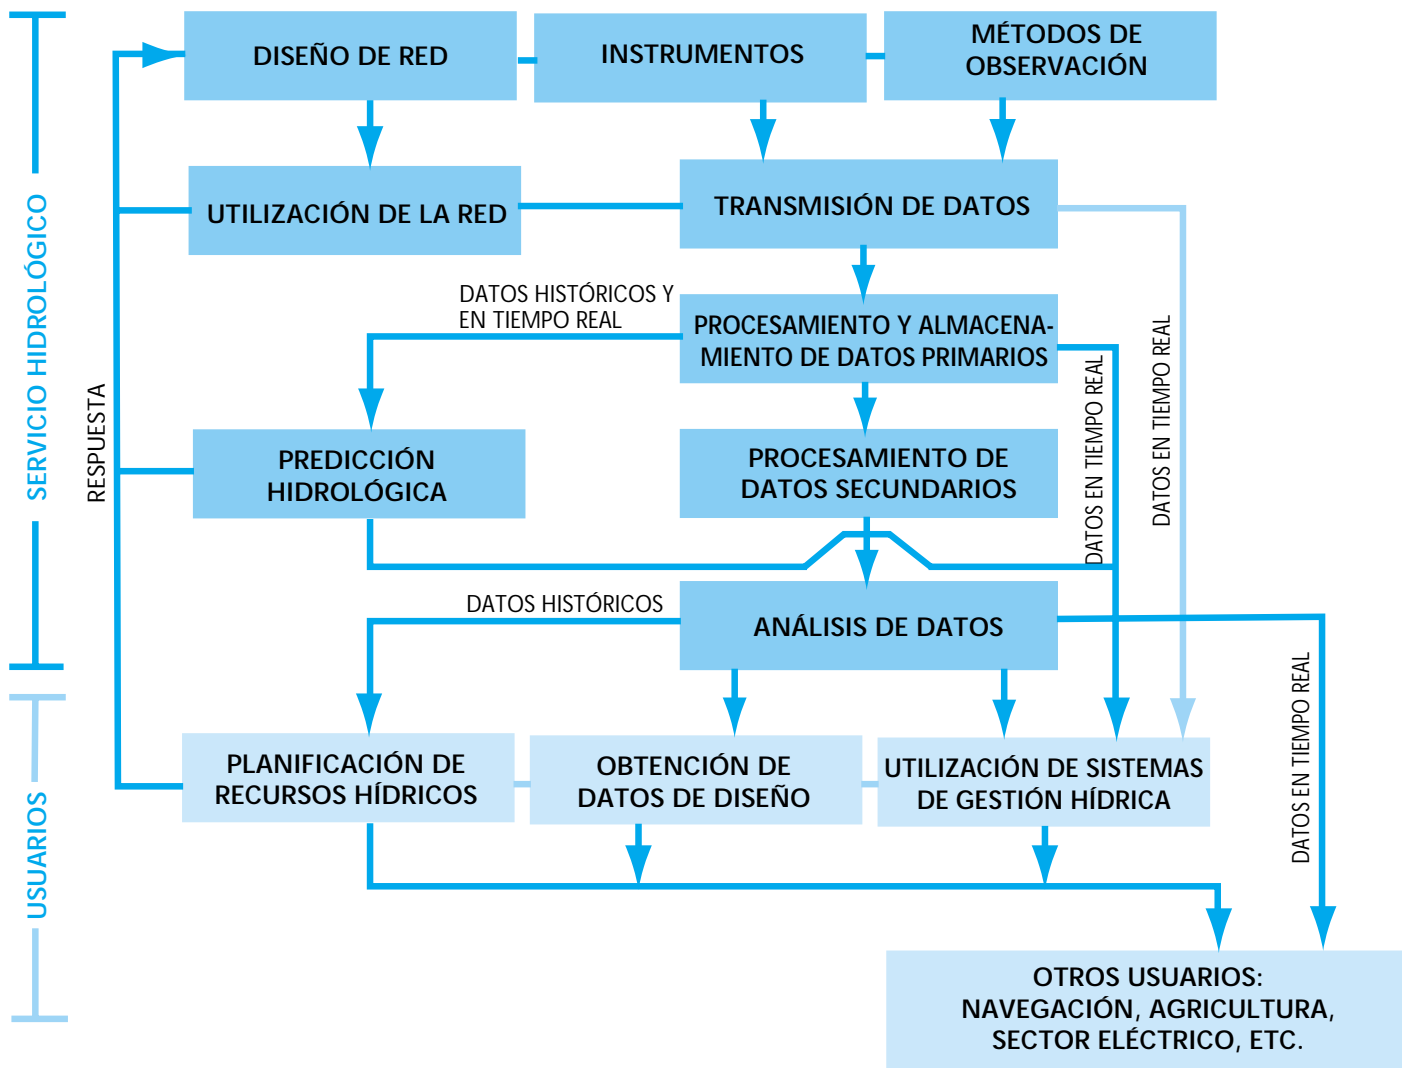 DISEÑO DE RED
INSTRUMENTOS
MÉTODOS DE
OBSERVACIÓN
UTILIZACIÓN DE LA RED
TRANSMISIÓN DE DATOS
SERVICIO HIDROLÓGICO
RESPUESTA
DATOS HISTÓRICOS Y
EN TIEMPO REAL
PROCESAMIENTO Y ALMACENA-
MIENTO DE DATOS PRIMARIOS
DATOS EN TIEMPO REAL
DATOS EN TIEMPO REAL
PREDICCIÓN
HIDROLÓGICA
PROCESAMIENTO DE
DATOS SECUNDARIOS
DATOS HISTÓRICOS
ANÁLISIS DE DATOS
DATOS EN TIEMPO REAL
USUARIOS
PLANIFICACIÓN DE
RECURSOS HÍDRICOS
OBTENCIÓN DE
DATOS DE DISEÑO
UTILIZACIÓN DE SISTEMAS
DE GESTIÓN HÍDRICA
OTROS USUARIOS:
NAVEGACIÓN, AGRICULTURA,
SECTOR ELÉCTRICO, ETC.